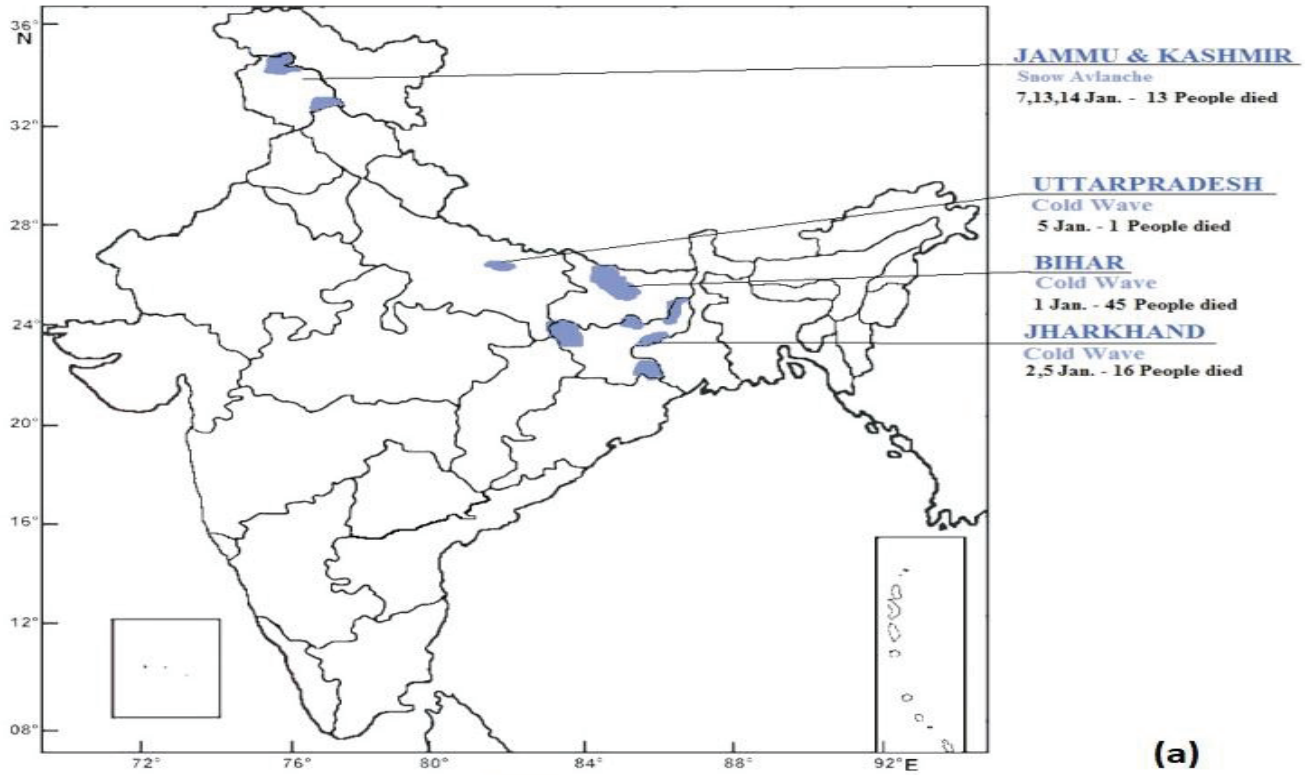 36°
N
32°
28°
24°
20°
16°
12°
08°
72°
76°
80°
84°
88°
92°E
JAMMU & KASHMIR
Snow Avlanche
7,13,14 Jan. - 13 People died
UTTARPRADESH
Cold Wave
5 Jan. - 1 People died
BIHAR
Cold Wave
1 Jan. - 45 People died
JHARKHAND
Cold Wave
2,5 Jan. - 16 People died
(a)